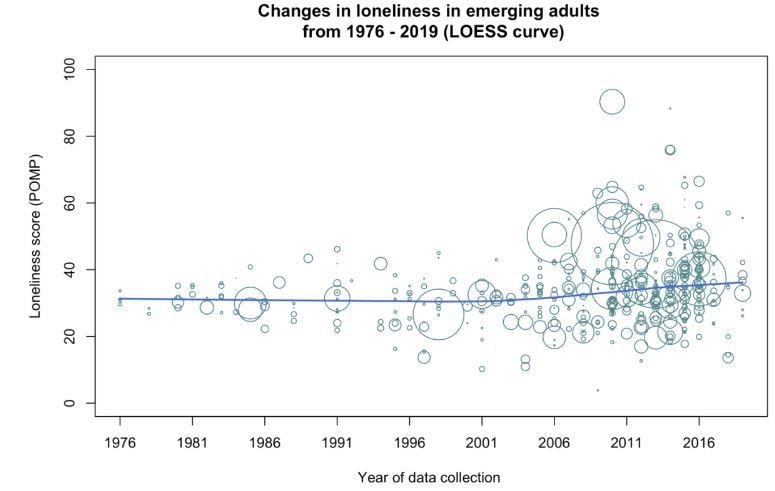 Changes in loneliness in emerging adults
from 1976 - 2019 (LOESS curve)
100
80
60
40
20
0
Loneliness score (POMP)
1976 1981 1986 1991 1996 2001 2006 2011 2016
Year of data collection